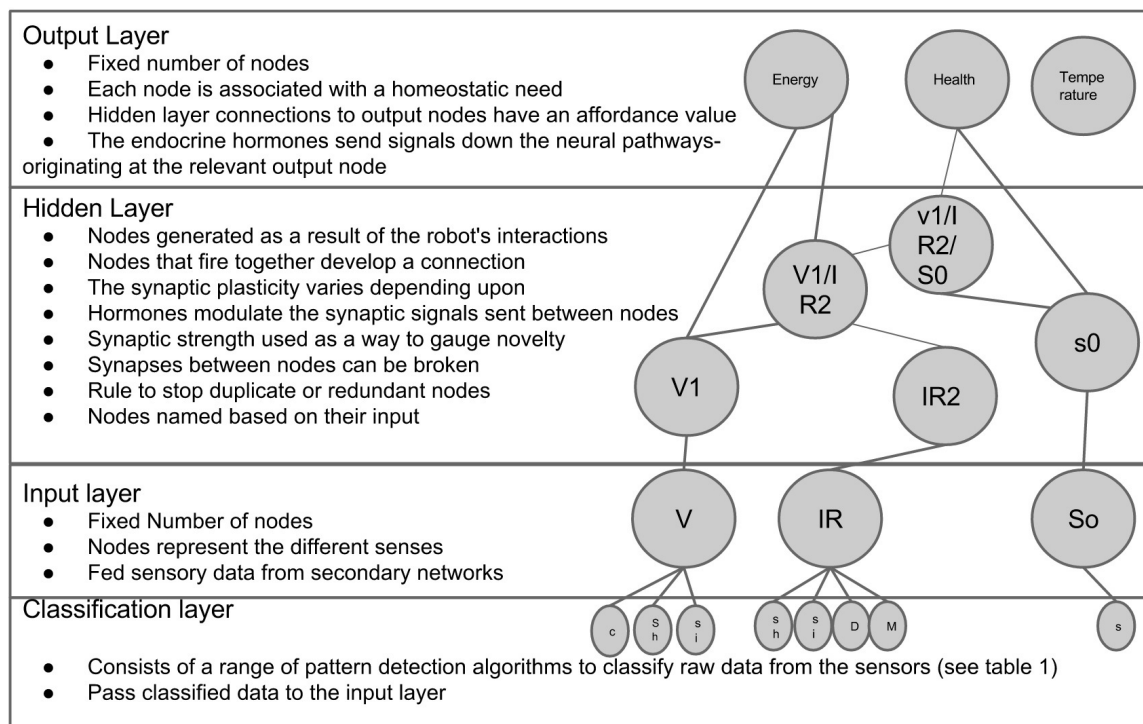 Output Layer
● Fixed number of nodes
● Each node is associated with a homeostatic need
● Hidden layer connections to output nodes have an affordance value
● The endocrine hormones send signals down the neural pathways-
originating at the relevant output node
Energy
Health
Tempe
rature
Hidden Layer
● Nodes generated as a result of the robot's interactions
● Nodes that fire together develop a connection
● The synaptic plasticity varies depending upon
● Hormones modulate the synaptic signals sent between nodes
● Synaptic strength used as a way to gauge novelty
● Synapses between nodes can be broken
● Rule to stop duplicate or redundant nodes
● Nodes named based on their input
v1/I
R2/
S0
V1/I
R2
s0
V1
IR2
Input layer
● Fixed Number of nodes
● Nodes represent the different senses
● Fed sensory data from secondary networks
V
IR
So
Classification layer
c
S
h
s
i
s
h
s
i
D
M
s
● Consists of a range of pattern detection algorithms to classify raw data from the sensors (see table 1)
● Pass classified data to the input layer